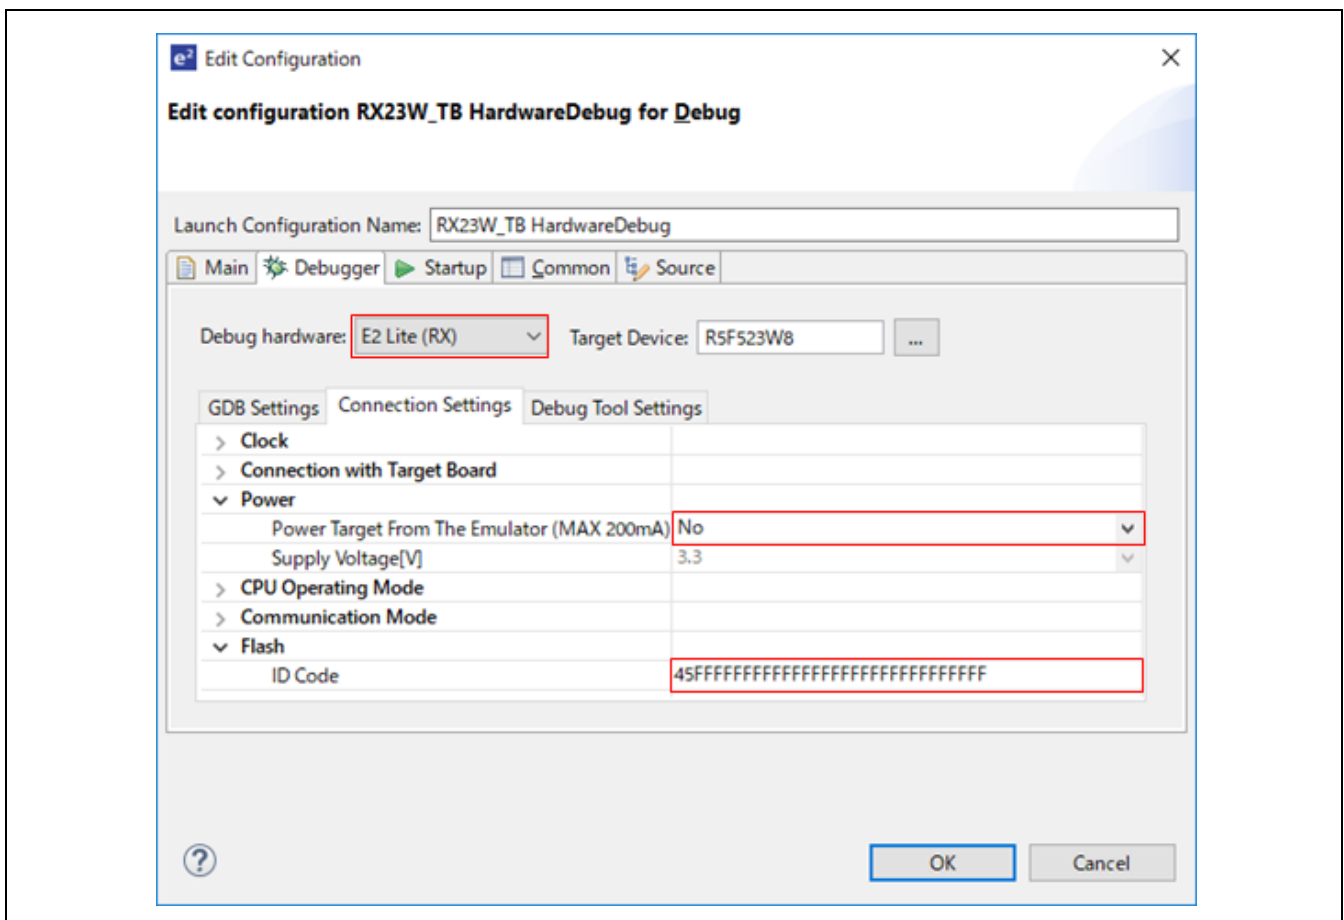 e² Edit Configuration
Edit configuration RX23W_TB HardwareDebug for Debug
Launch Configuration Name: RX23W_TB HardwareDebug
Main Debugger Startup Common Source
Debug hardware: E2 Lite (RX) Target Device: R5F523W8 ...
GDB Settings Connection Settings Debug Tool Settings
Clock
Connection with Target Board
Power
Power Target From The Emulator (MAX 200mA) No
Supply Voltage[V] 3.3
CPU Operating Mode
Communication Mode
Flash
ID Code 45FFFFFFFFFFFFFFFFFFFFFFFFFFFFFF
? OK Cancel